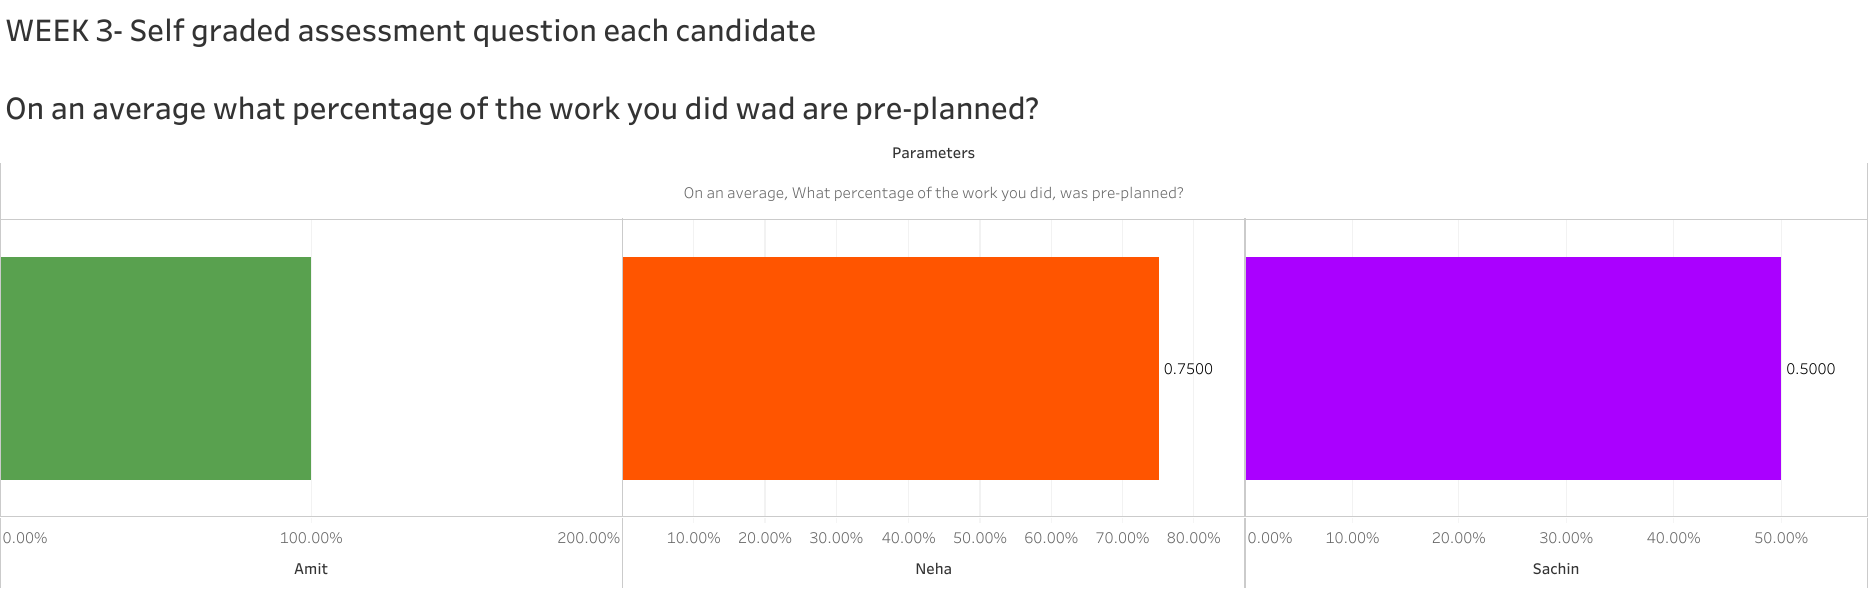 WEEK 3- Self graded assessment question each candidate
On an average what percentage of the work you did wad are pre-planned?
Parameters
On an average, What percentage of the work you did, was pre-planned?
0.7500
0.5000
0.00% 100.00% 200.00% 10.00% 20.00% 30.00% 40.00% 50.00% 60.00% 70.00% 80.00% 0.00% 10.00% 20.00% 30.00% 40.00% 50.00%
Amit Neha Sachin